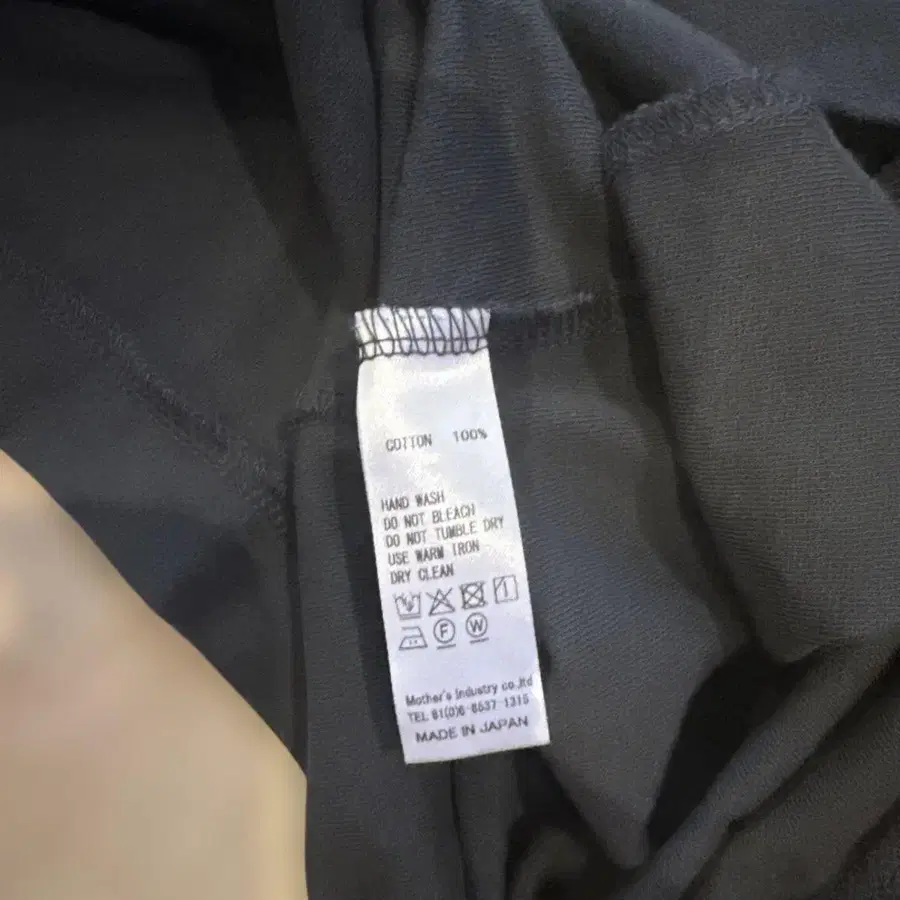 COTTON 100%
HAND WASH
DO NOT BLEACH
DO NOT TUMBLE DRY
USE WARM IRON
DRY CLEAN
F W
Mother's Industry co.,ltd
TEL 81(0)6-6537-1315
MADE IN JAPAN